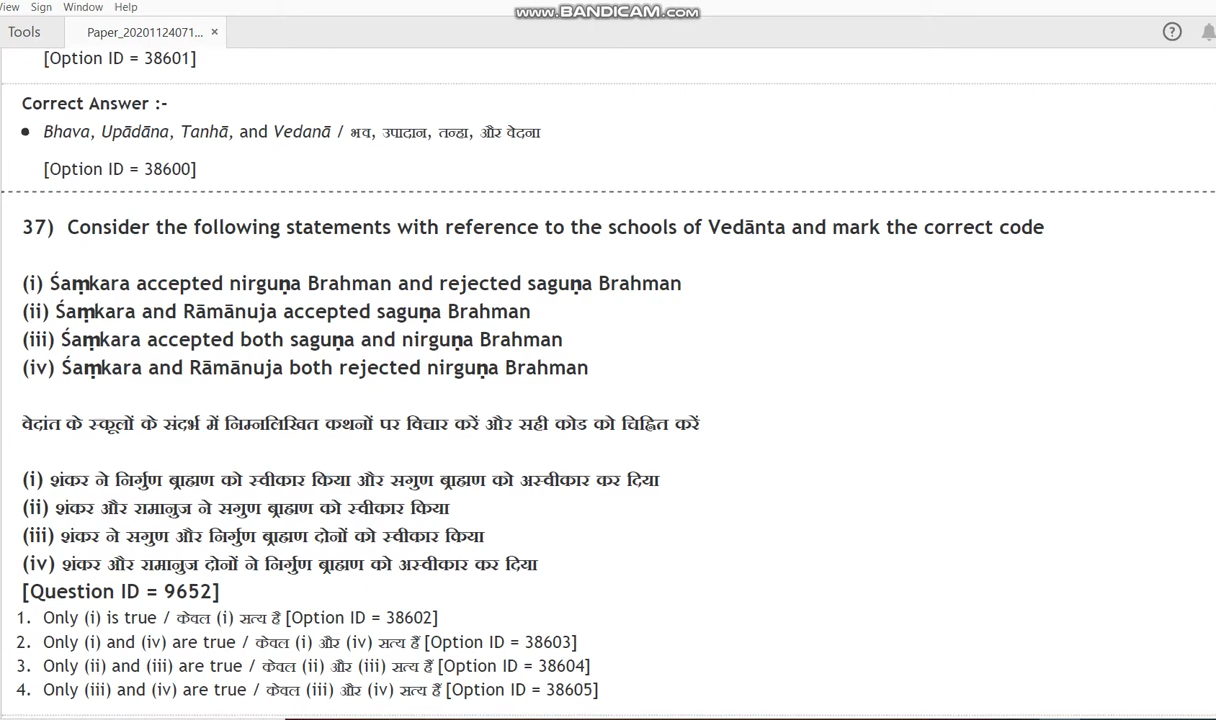 View Sign Window Help
www.BANDICAM.com
Tools Paper_20201124071... × ?
[Option ID = 38601]
Correct Answer :-
• Bhava, Upādāna, Tanhā, and Vedanā / भव, उपादान, तन्हा, और वेदना
[Option ID = 38600]
37) Consider the following statements with reference to the schools of Vedānta and mark the correct code
(i) Śaṃkara accepted nirguṇa Brahman and rejected saguṇa Brahman
(ii) Śaṃkara and Rāmānuja accepted saguṇa Brahman
(iii) Śaṃkara accepted both saguṇa and nirguṇa Brahman
(iv) Śaṃkara and Rāmānuja both rejected nirguṇa Brahman
वेदांत के स्कूलों के संदर्भ में निम्नलिखित कथनों पर विचार करें और सही कोड को चिह्नित करें
(i) शंकर ने निर्गुण ब्राह्मण को स्वीकार किया और सगुण ब्राह्मण को अस्वीकार कर दिया
(ii) शंकर और रामानुज ने सगुण ब्राह्मण को स्वीकार किया
(iii) शंकर ने सगुण और निर्गुण ब्राह्मण दोनों को स्वीकार किया
(iv) शंकर और रामानुज दोनों ने निर्गुण ब्राह्मण को अस्वीकार कर दिया
[Question ID = 9652]
1. Only (i) is true / केवल (i) सत्य है [Option ID = 38602]
2. Only (i) and (iv) are true / केवल (i) और (iv) सत्य हैं [Option ID = 38603]
3. Only (ii) and (iii) are true / केवल (ii) और (iii) सत्य हैं [Option ID = 38604]
4. Only (iii) and (iv) are true / केवल (iii) और (iv) सत्य हैं [Option ID = 38605]